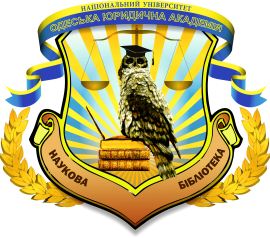 НАЦІОНАЛЬНИЙ УНІВЕРСИТЕТ
ОДЕСЬКА ЮРИДИЧНА АКАДЕМІЯ
НАУКОВА БІБЛІОТЕКА